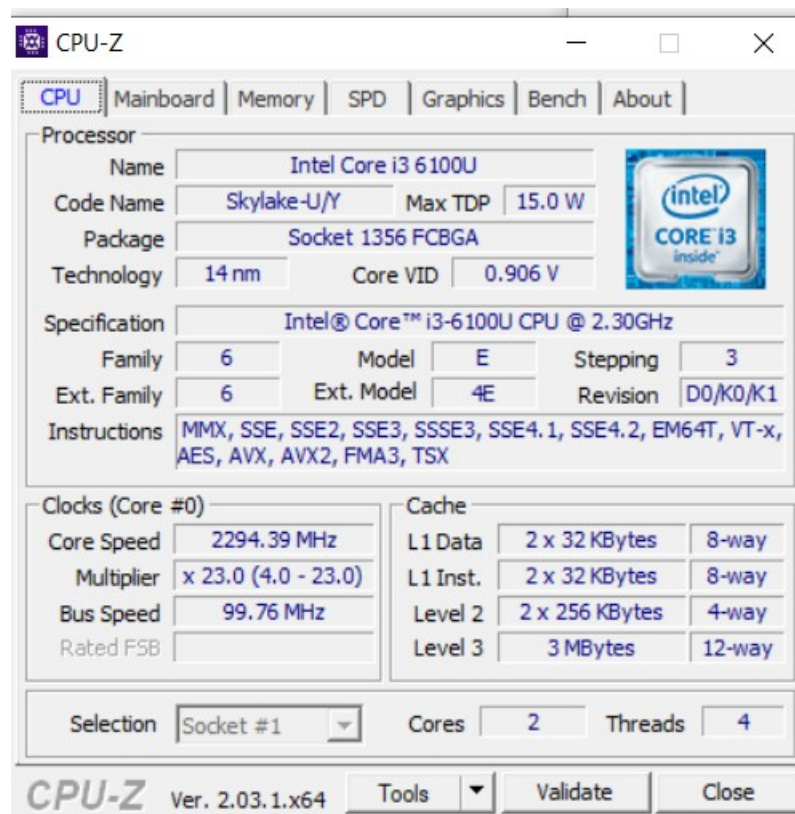 CPU-Z
CPU Mainboard Memory SPD Graphics Bench About
Processor
Name Intel Core i3 6100U
Code Name Skylake-U/Y Max TDP 15.0 W
Package Socket 1356 FCBGA
Technology 14 nm Core VID 0.906 V
intel
CORE i3
inside™
Specification Intel® Core™ i3-6100U CPU @ 2.30GHz
Family 6 Model E Stepping 3
Ext. Family 6 Ext. Model 4E Revision D0/K0/K1
Instructions MMX, SSE, SSE2, SSE3, SSSE3, SSE4.1, SSE4.2, EM64T, VT-x,
AES, AVX, AVX2, FMA3, TSX
Clocks (Core #0)
Core Speed 2294.39 MHz
Multiplier x 23.0 (4.0 - 23.0)
Bus Speed 99.76 MHz
Rated FSB
Cache
L1 Data 2 x 32 KBytes 8-way
L1 Inst. 2 x 32 KBytes 8-way
Level 2 2 x 256 KBytes 4-way
Level 3 3 MBytes 12-way
Selection Socket #1 Cores 2 Threads 4
CPU-Z Ver. 2.03.1.x64 Tools Validate Close